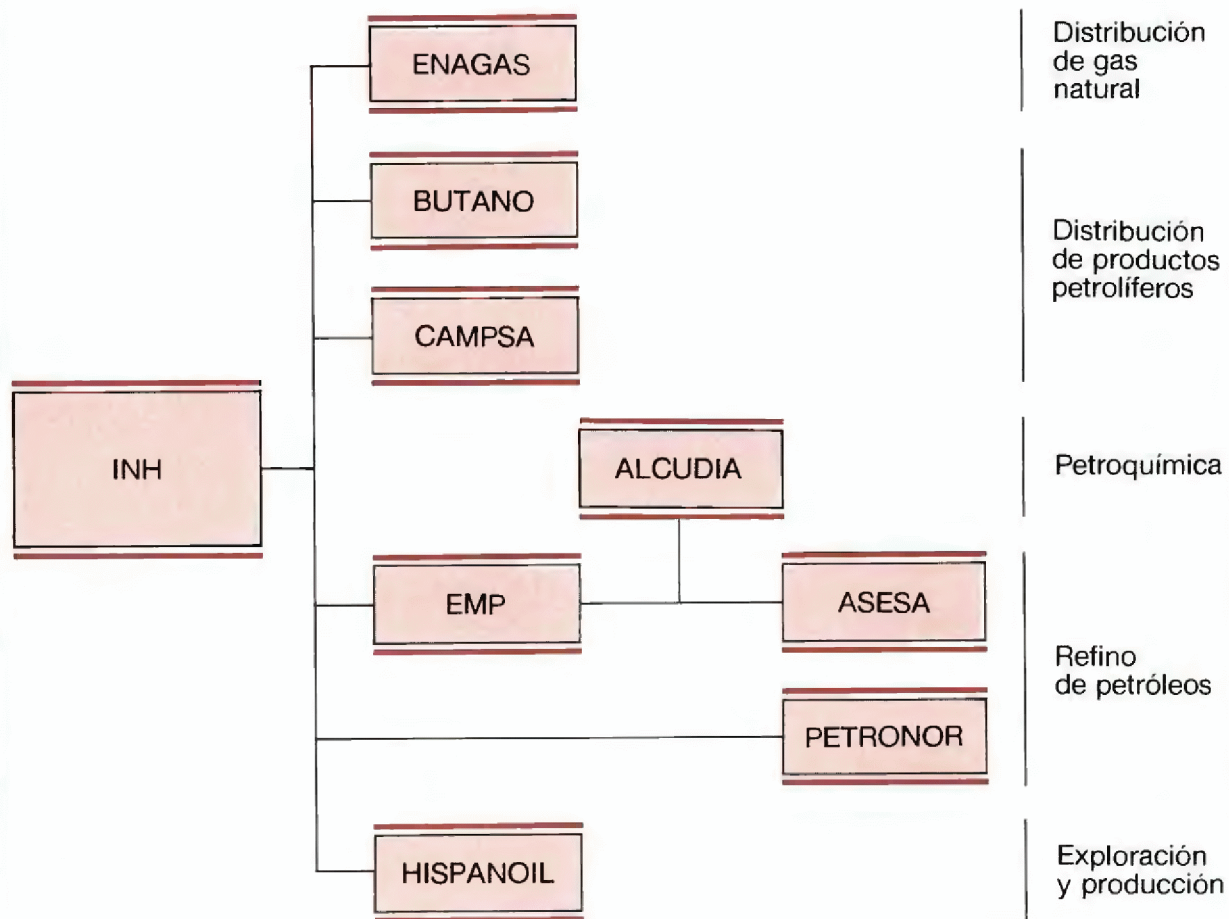 ENAGAS
Distribución
de gas
natural
BUTANO
Distribución
de productos
petrolíferos
CAMPSA
INH
ALCUDIA
Petroquímica
EMP
ASESA
Refino
de petróleos
PETRONOR
HISPANOIL
Exploración
y producción